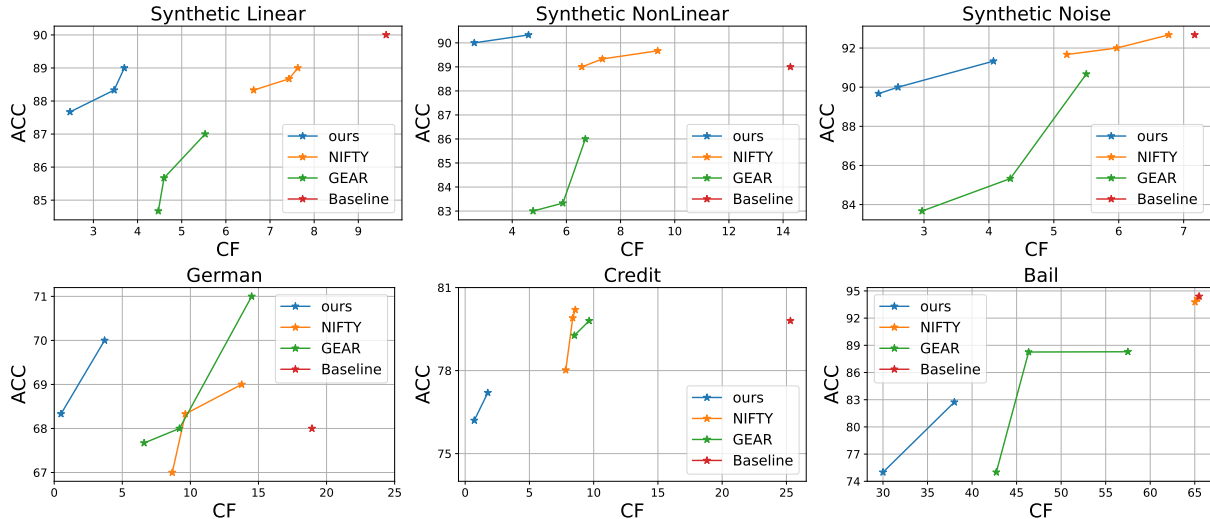 Synthetic Linear
90
89
88
87
86
85
ACC
3 4 5 6 7 8 9
CF
ours
NIFTY
GEAR
Baseline
Synthetic NonLinear
90
89
88
87
86
85
84
83
ACC
4 6 8 10 12 14
CF
ours
NIFTY
GEAR
Baseline
Synthetic Noise
92
90
88
86
84
ACC
3 4 5 6 7
CF
ours
NIFTY
GEAR
Baseline
German
71
70
69
68
67
ACC
0 5 10 15 20 25
CF
ours
NIFTY
GEAR
Baseline
Credit
81
78
75
ACC
0 5 10 15 20 25
CF
ours
NIFTY
GEAR
Baseline
Bail
95
92
89
86
83
80
77
74
ACC
30 35 40 45 50 55 60 65
CF
ours
NIFTY
GEAR
Baseline